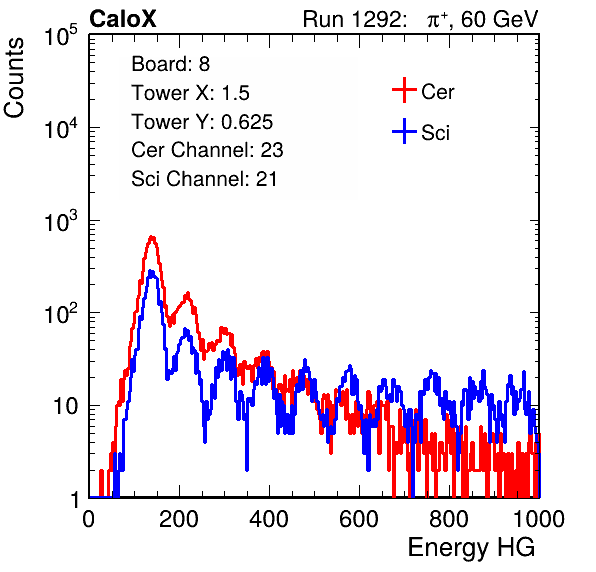 CaloX Run 1292: π⁺, 60 GeV
Counts
Board: 8
Tower X: 1.5
Tower Y: 0.625
Cer Channel: 23
Sci Channel: 21
Cer
Sci
10⁵
10⁴
10³
10²
10
1
0 200 400 600 800 1000
Energy HG